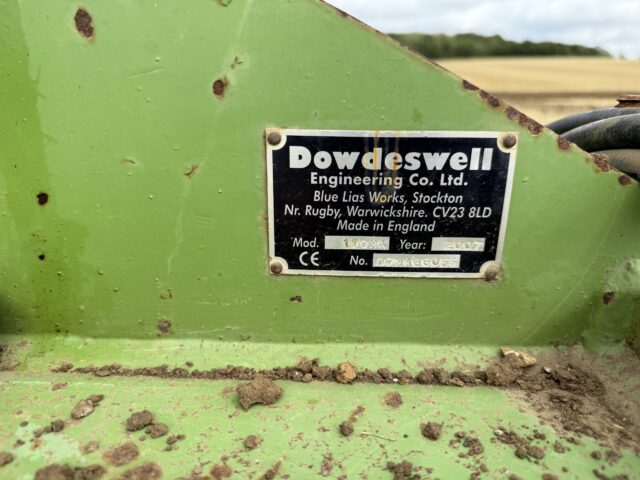 Dowdeswell
Engineering Co. Ltd.
Blue Lias Works, Stockton
Nr. Rugby, Warwickshire. CV23 8LD
Made in England
Mod. Year: 2007
CE No.